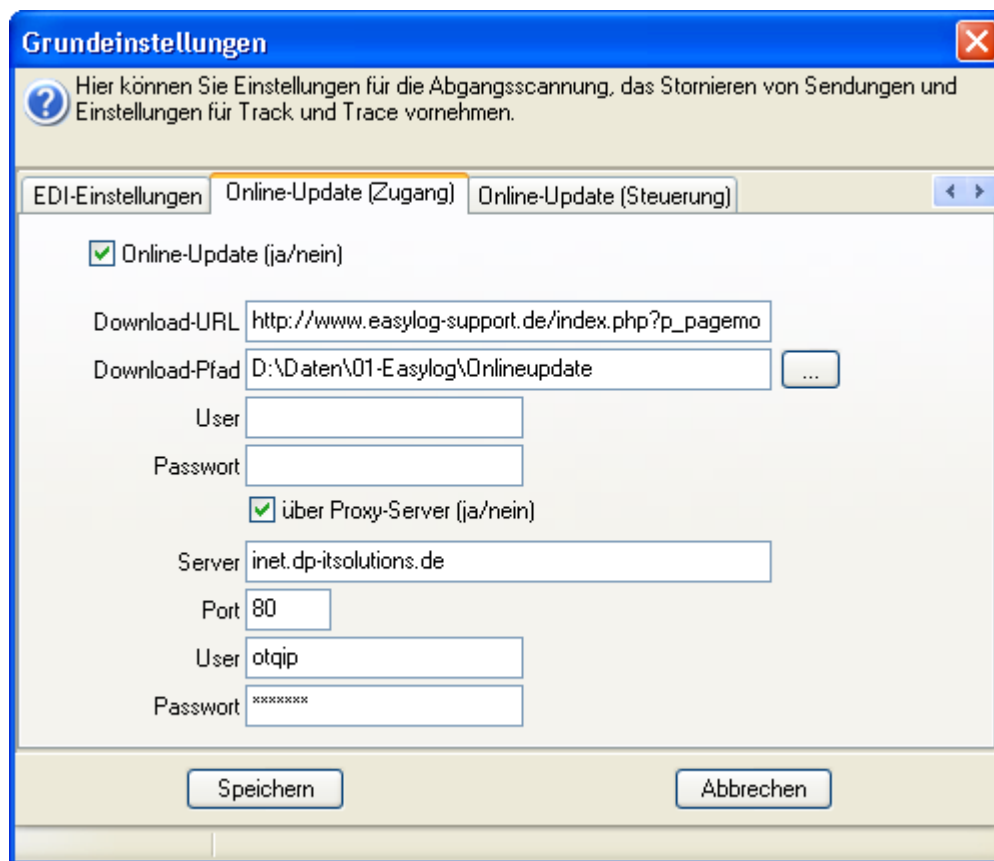 Grundeinstellungen
Hier können Sie Einstellungen für die Abgangsscannung, das Stornieren von Sendungen und
Einstellungen für Track und Trace vornehmen.
EDI-Einstellungen Online-Update (Zugang) Online-Update (Steuerung)
Online-Update (ja/nein)
Download-URL http://www.easylog-support.de/index.php?p_pagemo
Download-Pfad D:\Daten\01-Easylog\Onlineupdate ...
User
Passwort
über Proxy-Server (ja/nein)
Server inet.dp-itsolutions.de
Port 80
User otqip
Passwort *******
Speichern Abbrechen